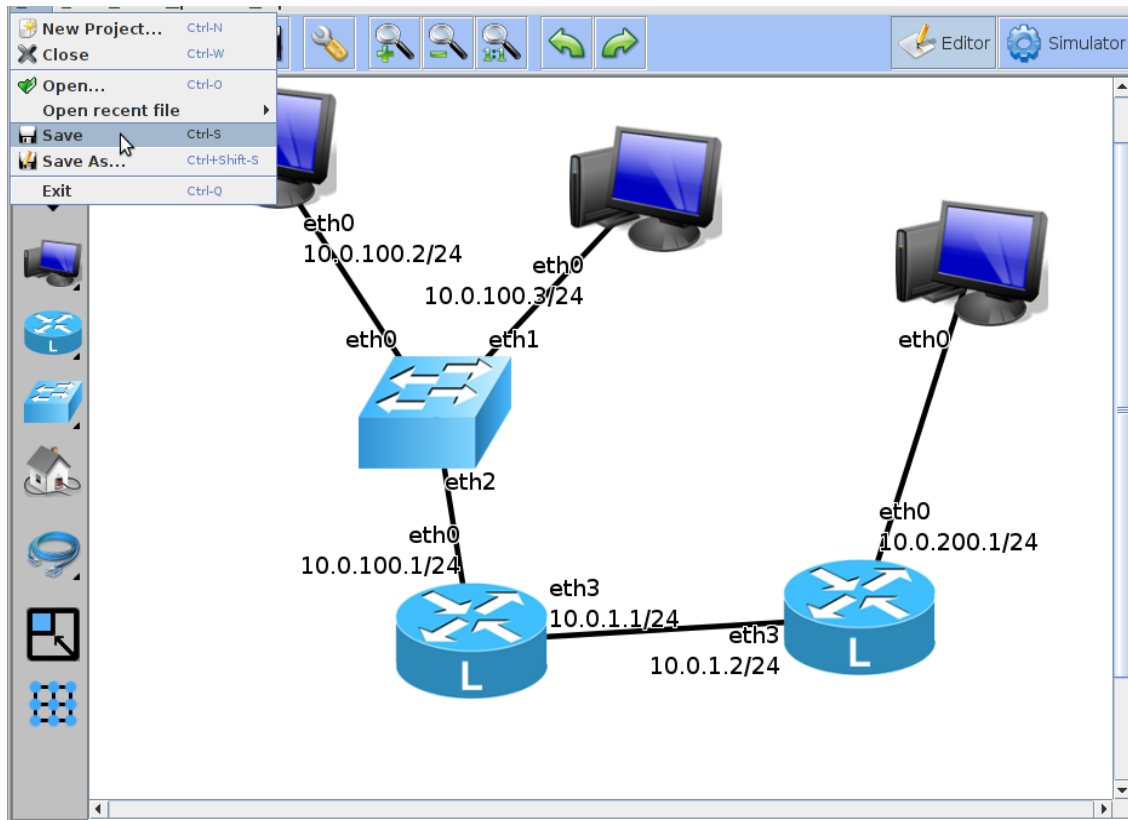 New Project... Ctrl-N
Close Ctrl-W
Open... Ctrl-O
Open recent file
Save Ctrl-S
Save As... Ctrl+Shift-S
Exit Ctrl-Q
Editor
Simulator
eth0
10.0.100.2/24
eth0
10.0.100.3/24
eth0
eth1
eth0
eth2
eth0
10.0.100.1/24
eth0
10.0.200.1/24
eth3
10.0.1.1/24
eth3
10.0.1.2/24
L
L
L
1:1